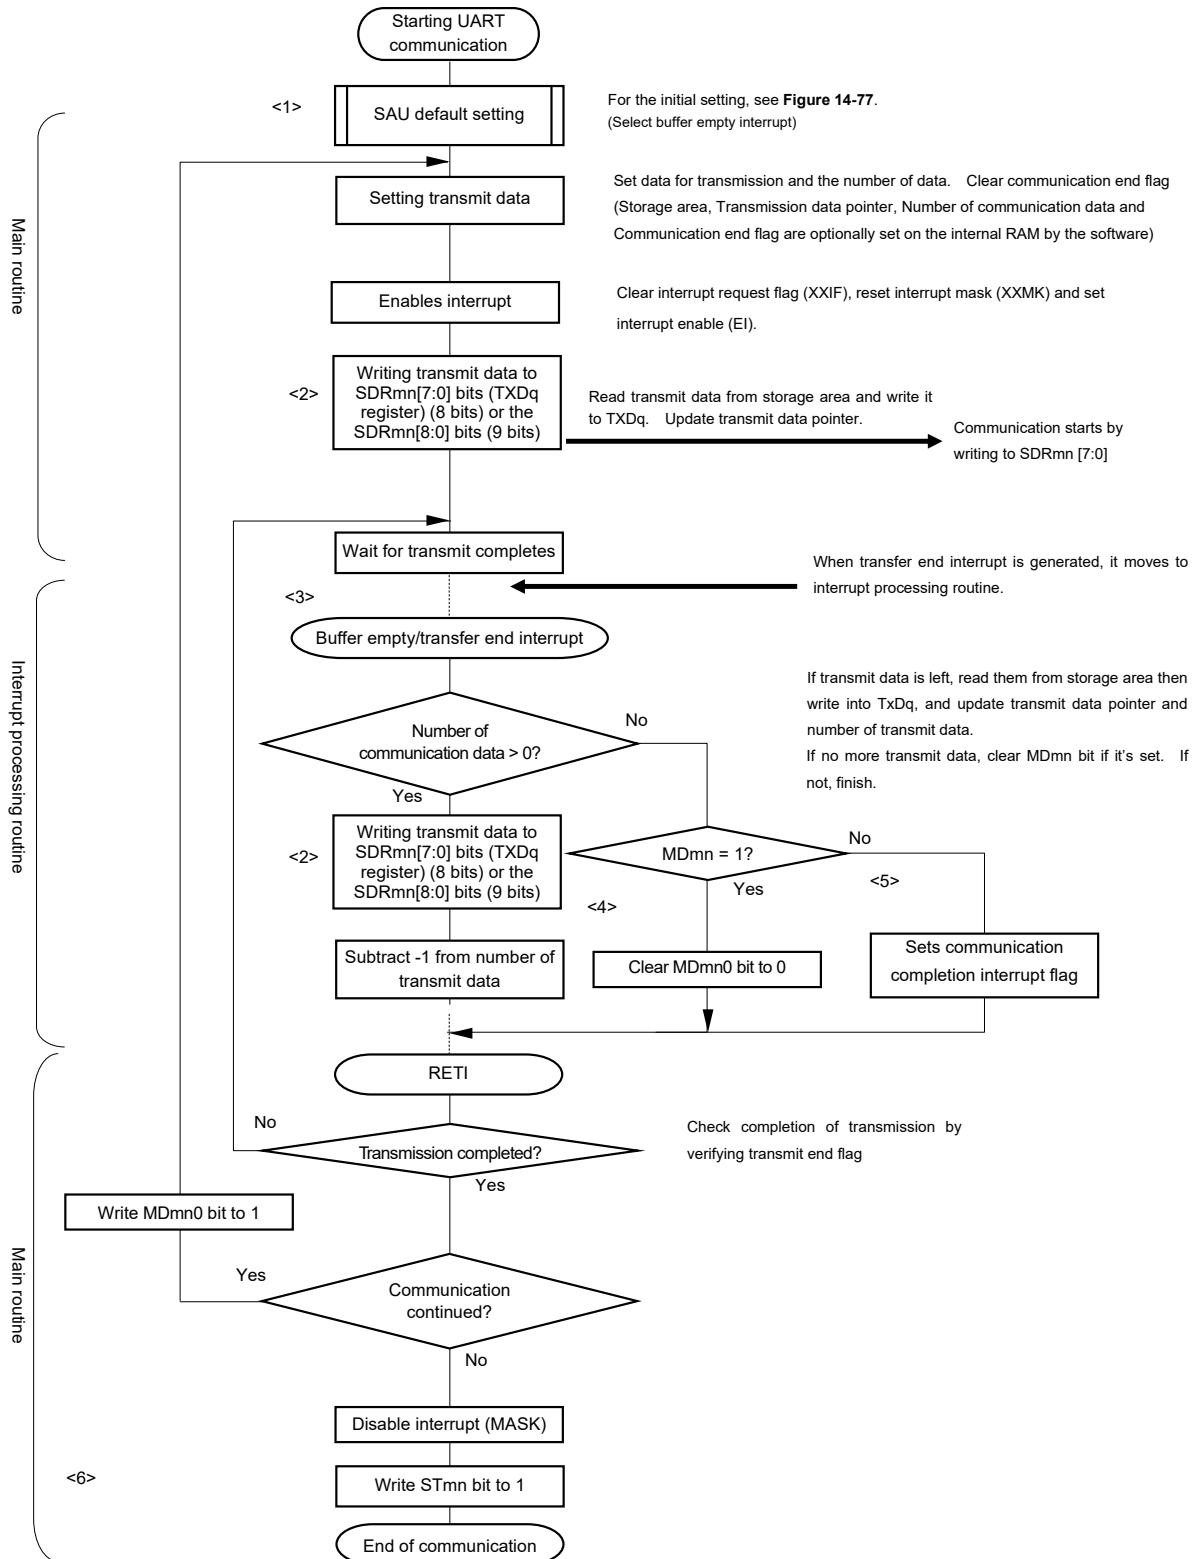 Starting UART
communication
<1>
SAU default setting
For the initial setting, see Figure 14-77.
(Select buffer empty interrupt)
Main routine
Setting transmit data
Set data for transmission and the number of data. Clear communication end flag
(Storage area, Transmission data pointer, Number of communication data and
Communication end flag are optionally set on the internal RAM by the software)
Enables interrupt
Clear interrupt request flag (XXIF), reset interrupt mask (XXMK) and set
interrupt enable (EI).
<2>
Writing transmit data to
SDRmn[7:0] bits (TXDq
register) (8 bits) or the
SDRmn[8:0] bits (9 bits)
Read transmit data from storage area and write it
to TXDq. Update transmit data pointer.
Communication starts by
writing to SDRmn [7:0]
Wait for transmit completes
When transfer end interrupt is generated, it moves to
interrupt processing routine.
<3>
Buffer empty/transfer end interrupt
Interrupt processing routine
If transmit data is left, read them from storage area then
write into TxDq, and update transmit data pointer and
number of transmit data.
If no more transmit data, clear MDmn bit if it's set. If
not, finish.
Number of
communication data > 0?
No
Yes
<2>
Writing transmit data to
SDRmn[7:0] bits (TXDq
register) (8 bits) or the
SDRmn[8:0] bits (9 bits)
MDmn = 1?
No
Yes
<4>
<5>
Subtract -1 from number of
transmit data
Clear MDmn0 bit to 0
Sets communication
completion interrupt flag
RETI
No
Transmission completed?
Yes
Check completion of transmission by
verifying transmit end flag
Write MDmn0 bit to 1
Main routine
Yes
Communication
continued?
No
Disable interrupt (MASK)
<6>
Write STmn bit to 1
End of communication